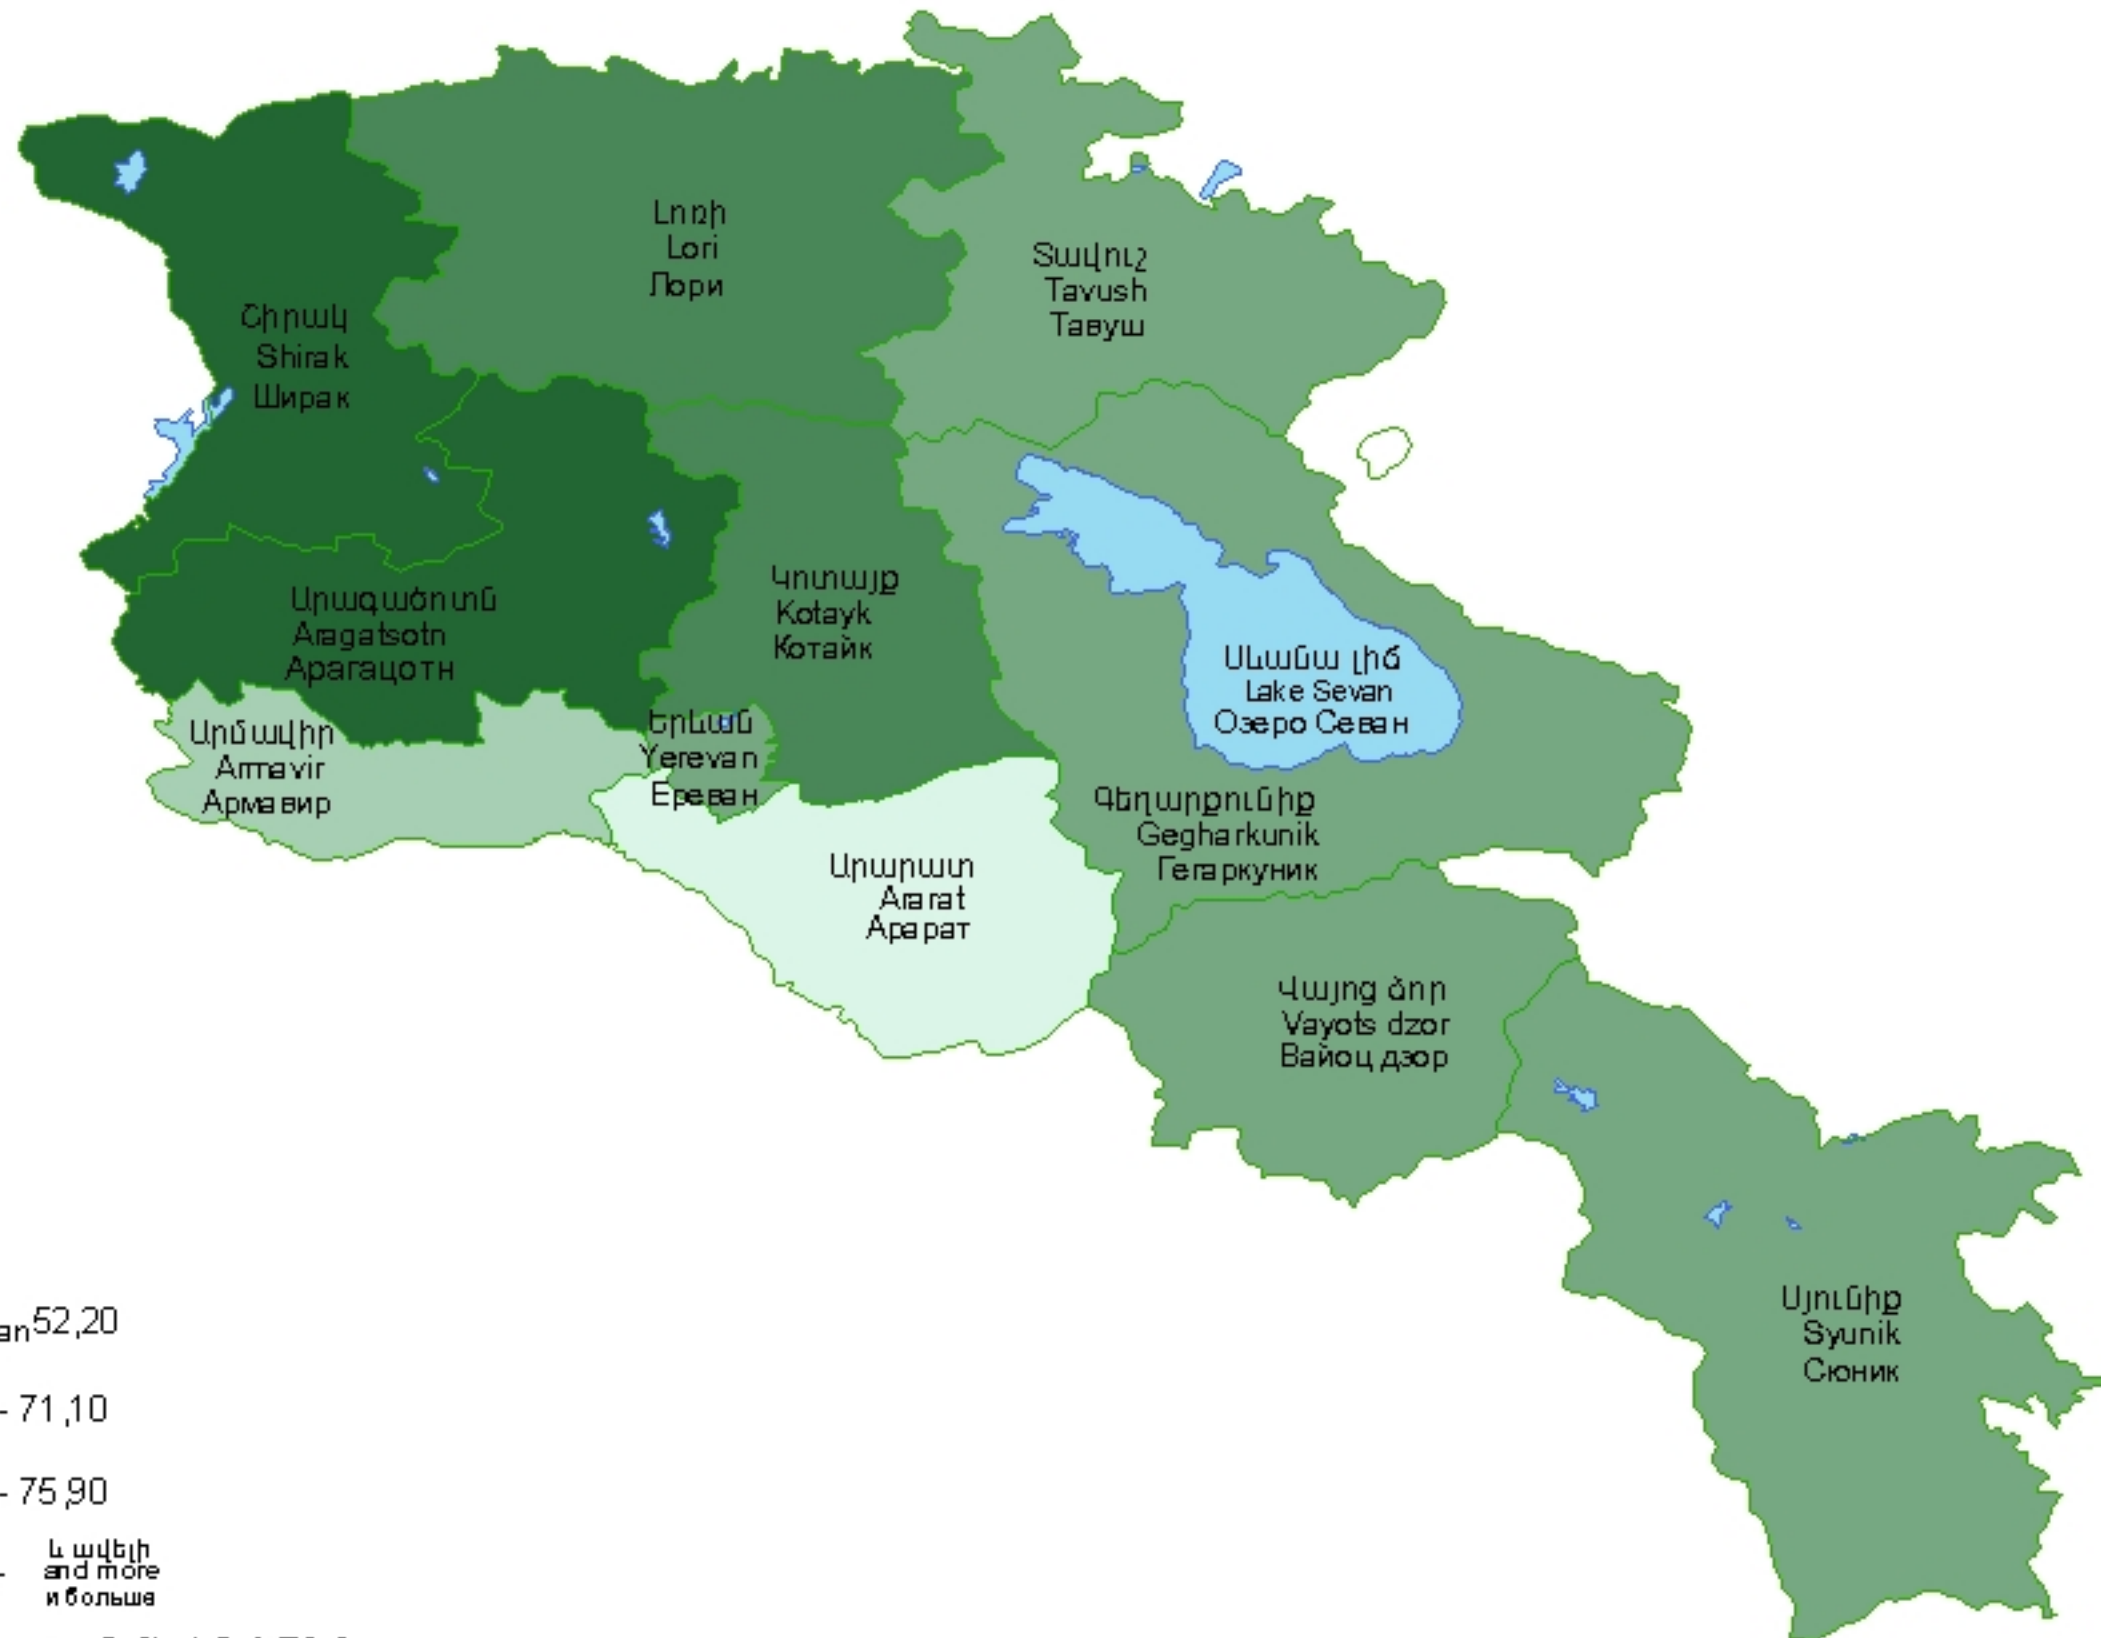 Լոռի
Lori
Лори
Տավուշ
Tavush
Тавуш
Շիրակ
Shirak
Ширак
Կոտայք
Kotayk
Котайк
Արագածոտն
Aragatsotn
Арагацотн
Սևանա լիճ
Lake Sevan
Озеро Севан
Արմավիր
Armavir
Армавир
Երևան
Yerevan
Ереван
Գեղարքունիք
Gegharkunik
Гегаркуник
Արարատ
Ararat
Арарат
Վայոց ձոր
Vayots dzor
Вайоц дзор
Սյունիք
Syunik
Сюник
an 52,20
- 71,10
- 75,90
և ավելի
- and more
и больше